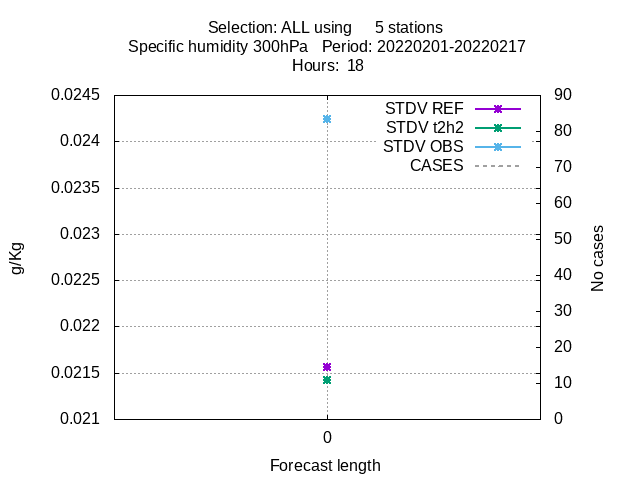 Selection: ALL using     5 stations
Specific humidity 300hPa   Period: 20220201-20220217
Hours:  18
0.0245
0.024
0.0235
0.023
0.0225
0.022
0.0215
0.021
90
80
70
60
50
40
30
20
10
0
g/Kg
No cases
STDV REF
STDV t2h2
STDV OBS
CASES
0
Forecast length